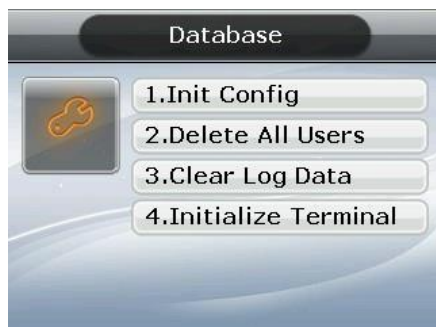 Database
1.Init Config
2.Delete All Users
3.Clear Log Data
4.Initialize Terminal